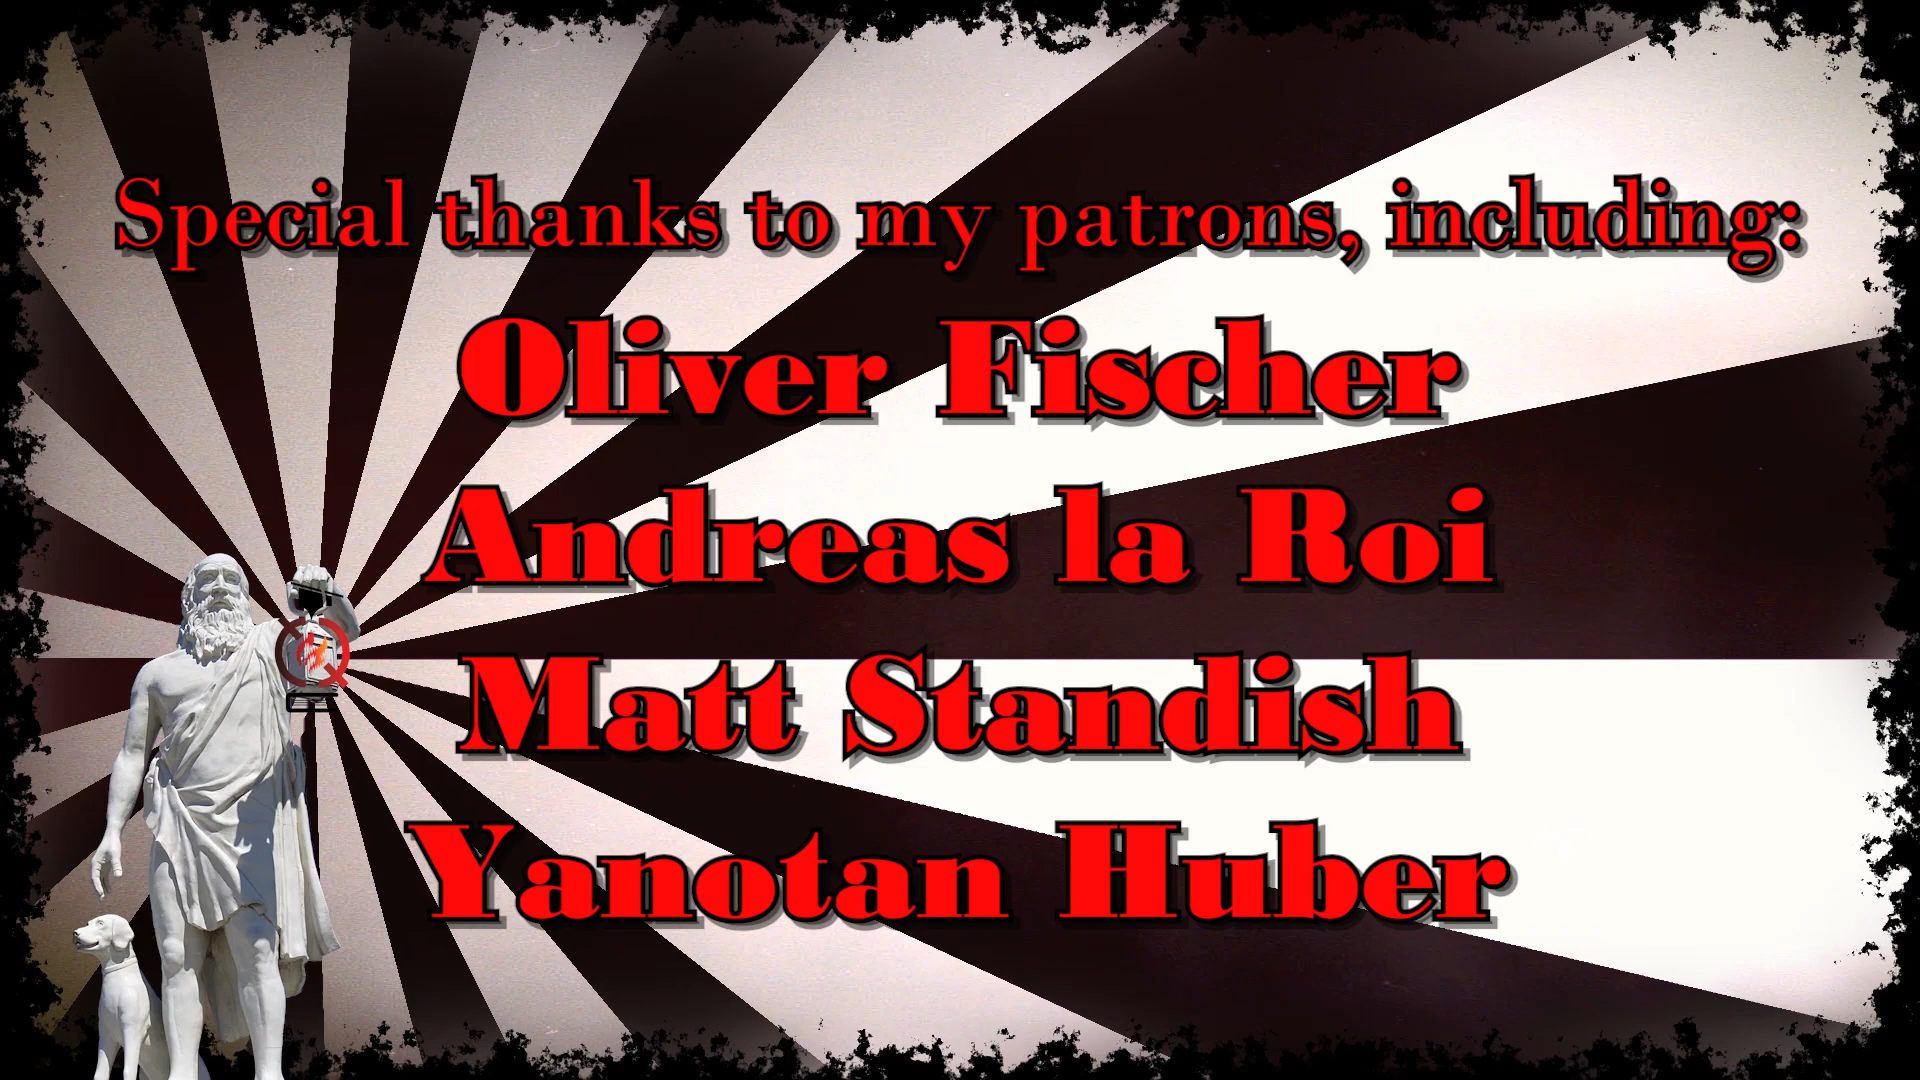 Special thanks to my patrons, including:
Oliver Fischer
Andreas la Roi
Matt Standish
Yanotan Huber